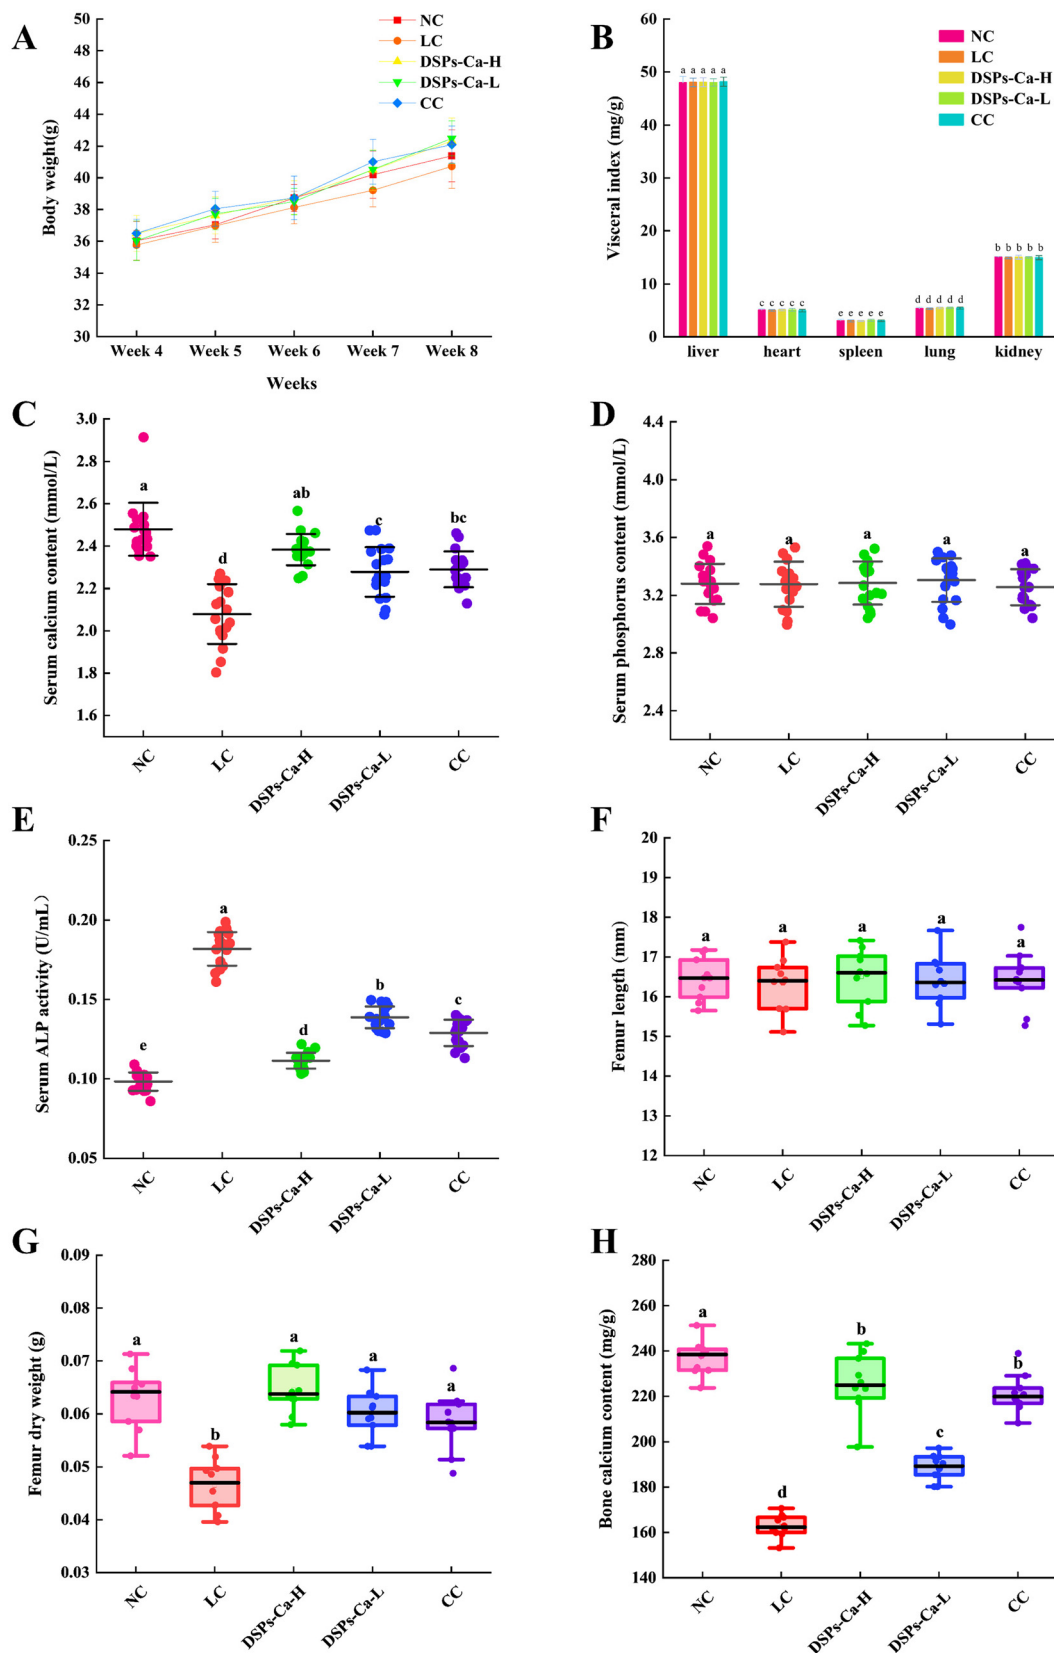 A
Body weight(g)
50
48
46
44
42
40
38
36
34
32
30
NC
LC
DSPs-Ca-H
DSPs-Ca-L
CC
Week 4 Week 5 Week 6 Week 7 Week 8
Weeks
B
Visceral index (mg/g)
60
50
40
30
20
10
0
NC
LC
DSPs-Ca-H
DSPs-Ca-L
CC
a a a a a
c c c c c
e e e e e
d d d d d
b b b b b
liver heart spleen lung kidney
C
Serum calcium content (mmol/L)
3.0
2.8
2.6
2.4
2.2
2.0
1.8
1.6
a
d
ab
c
bc
NC LC DSPs-Ca-H DSPs-Ca-L CC
D
Serum phosphorus content (mmol/L)
4.4
4.0
3.6
3.2
2.8
2.4
a a a a a
NC LC DSPs-Ca-H DSPs-Ca-L CC
E
Serum ALP activity (U/mL)
0.25
0.20
0.15
0.10
0.05
e
a
d
b
c
NC LC DSPs-Ca-H DSPs-Ca-L CC
F
Femur length (mm)
20
19
18
17
16
15
14
13
12
a a a a a
NC LC DSPs-Ca-H DSPs-Ca-L CC
G
Femur dry weight (g)
0.09
0.08
0.07
0.06
0.05
0.04
0.03
a
b
a
a
a
NC LC DSPs-Ca-H DSPs-Ca-L CC
H
Bone calcium content (mg/g)
280
260
240
220
200
180
160
140
a
d
b
c
b
NC LC DSPs-Ca-H DSPs-Ca-L CC